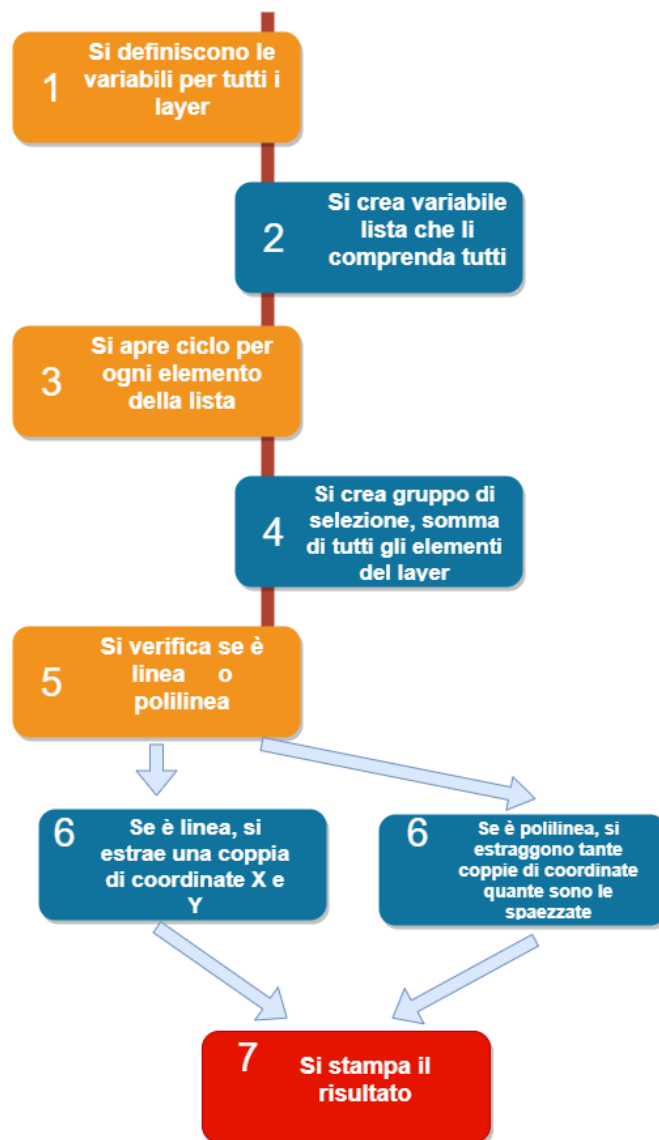 1
Si definiscono le
variabili per tutti i
layer
2
Si crea variabile
lista che li
comprenda tutti
3
Si apre ciclo per
ogni elemento
della lista
4
Si crea gruppo di
selezione, somma
di tutti gli elementi
del layer
5
Si verifica se è
linea o
polilinea
6
Se è linea, si
estrae una coppia
di coordinate X e
Y
6
Se è polilinea, si
estraggono tante
coppie di coordinate
quante sono le
spaezzate
7
Si stampa il
risultato